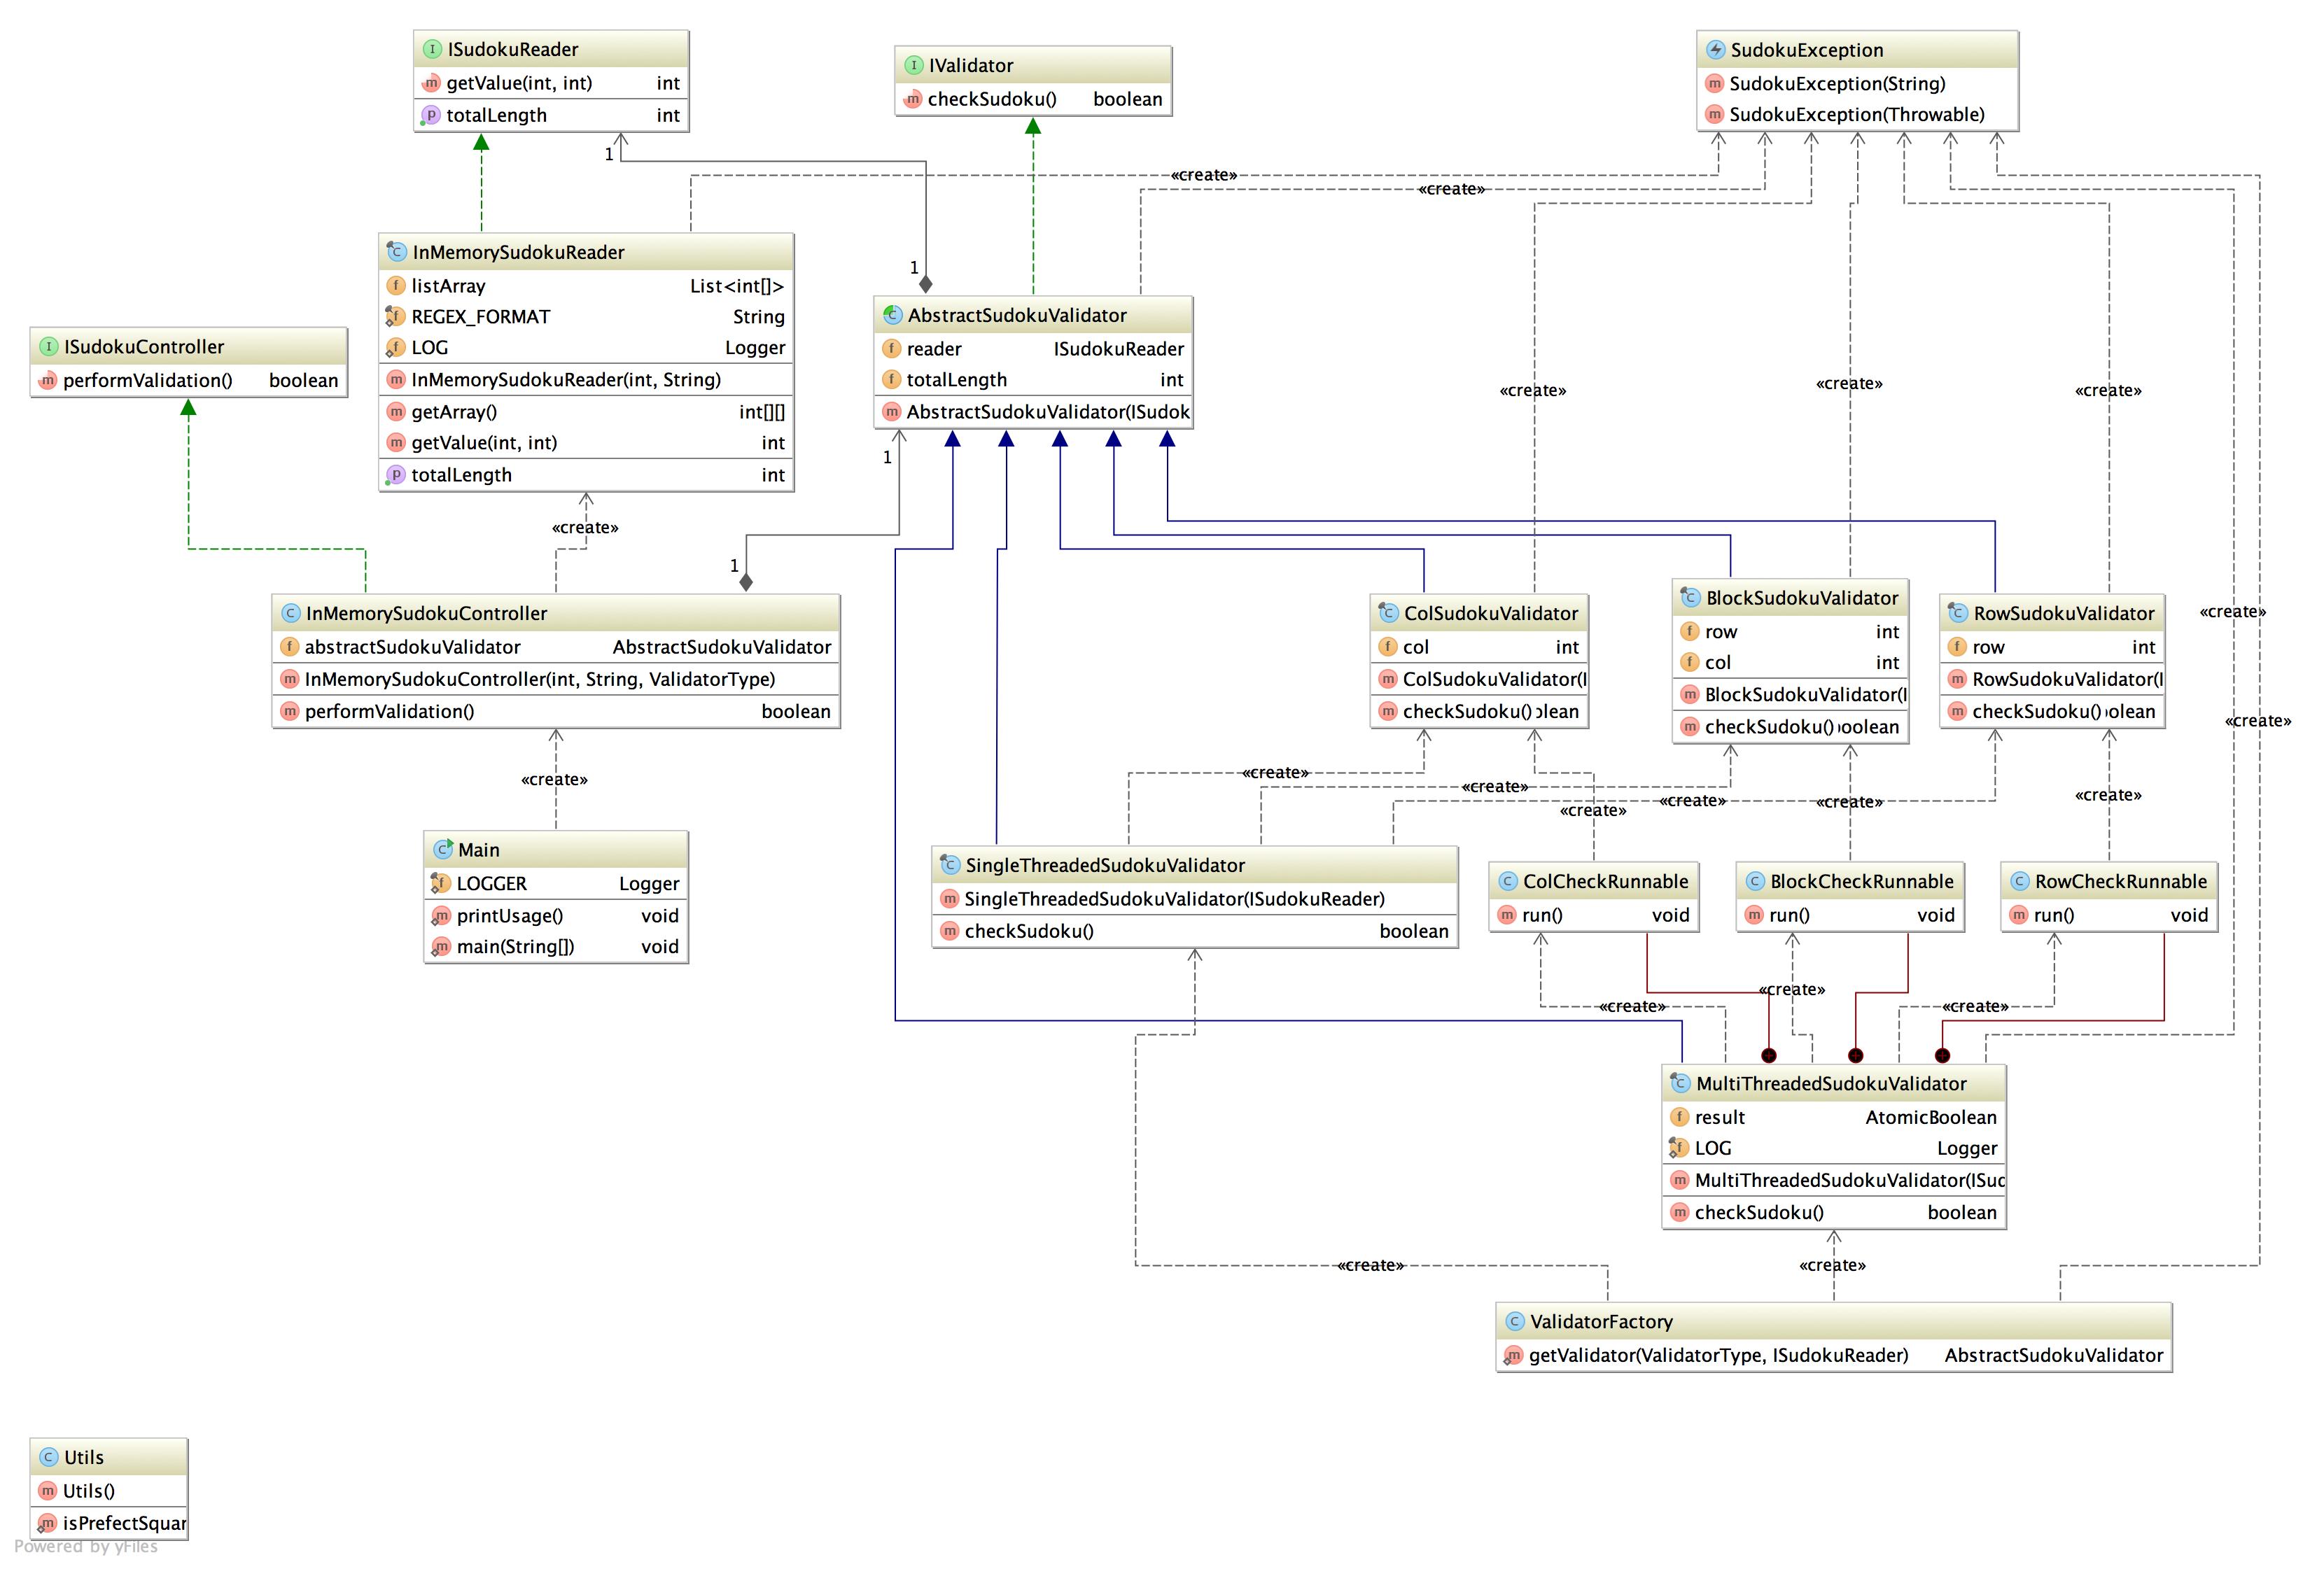 ISudokuReader
getValue(int, int) int
totalLength int
IValidator
checkSudoku() boolean
SudokuException
SudokuException(String)
SudokuException(Throwable)
1
«create»
«create»
1
InMemorySudokuReader
listArray List<int[]>
REGEX_FORMAT String
LOG Logger
InMemorySudokuReader(int, String)
getArray() int[][]
getValue(int, int) int
totalLength int
AbstractSudokuValidator
reader ISudokuReader
totalLength int
AbstractSudokuValidator(ISudok
ISudokuController
performValidation() boolean
«create»
«create»
«create»
1
«create»
1
InMemorySudokuController
abstractSudokuValidator AbstractSudokuValidator
InMemorySudokuController(int, String, ValidatorType)
performValidation() boolean
ColSudokuValidator
col int
ColSudokuValidator(I
checkSudoku() olean
BlockSudokuValidator
row int
col int
BlockSudokuValidator(I
checkSudoku() oolean
RowSudokuValidator
row int
RowSudokuValidator(I
checkSudoku() olean
«create»
«create»
«create»
«create»
«create»
«create»
«create»
«create»
«create»
Main
LOGGER Logger
printUsage() void
main(String[]) void
SingleThreadedSudokuValidator
SingleThreadedSudokuValidator(ISudokuReader)
checkSudoku() boolean
ColCheckRunnable
run() void
BlockCheckRunnable
run() void
RowCheckRunnable
run() void
«create»
«create»
«create»
MultiThreadedSudokuValidator
result AtomicBoolean
LOG Logger
MultiThreadedSudokuValidator(ISud
checkSudoku() boolean
«create»
«create»
ValidatorFactory
getValidator(ValidatorType, ISudokuReader) AbstractSudokuValidator
Utils
Utils()
isPrefectSquar
Powered by yFiles